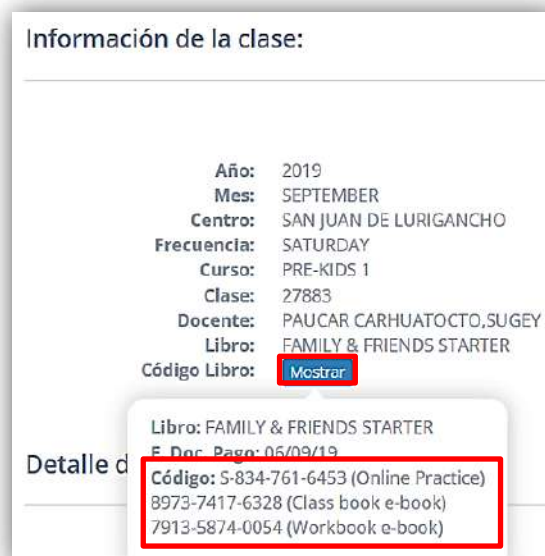 Información de la clase:
Año: 2019
Mes: SEPTEMBER
Centro: SAN JUAN DE LURIGANCHO
Frecuencia: SATURDAY
Curso: PRE-KIDS 1
Clase: 27883
Docente: PAUCAR CARHUATOCTO,SUGEY
Libro: FAMILY & FRIENDS STARTER
Código Libro: Mostrar
Libro: FAMILY & FRIENDS STARTER
F. Doc. Pago: 06/09/19
Detalle d
Código: S-834-761-6453 (Online Practice)
8973-7417-6328 (Class book e-book)
7913-5874-0054 (Workbook e-book)